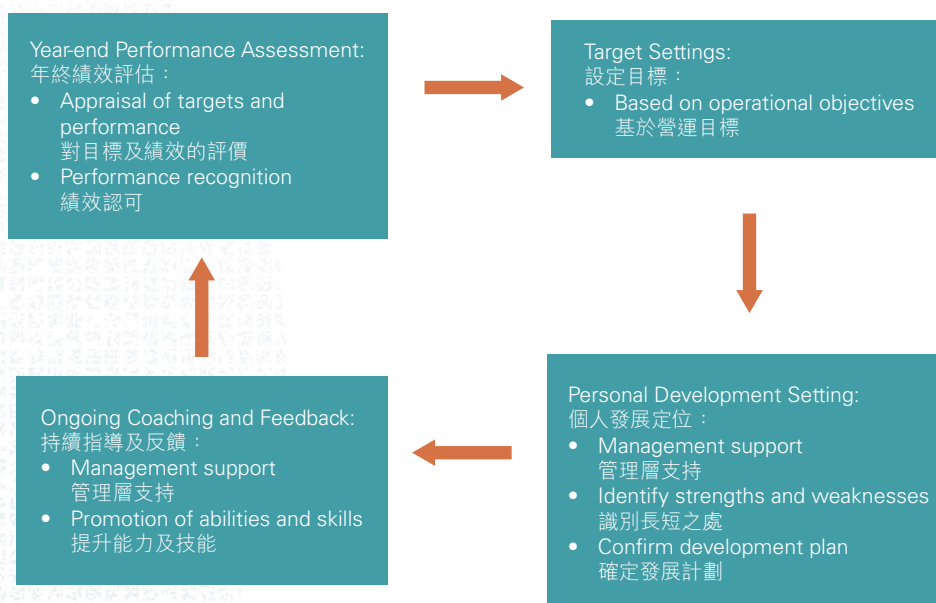 Year-end Performance Assessment:
年終績效評估：
• Appraisal of targets and
performance
對目標及績效的評價
• Performance recognition
績效認可
Target Settings:
設定目標：
• Based on operational objectives
基於營運目標
Personal Development Setting:
個人發展定位：
• Management support
管理層支持
• Identify strengths and weaknesses
識別長短之處
• Confirm development plan
確定發展計劃
Ongoing Coaching and Feedback:
持續指導及反饋：
• Management support
管理層支持
• Promotion of abilities and skills
提升能力及技能